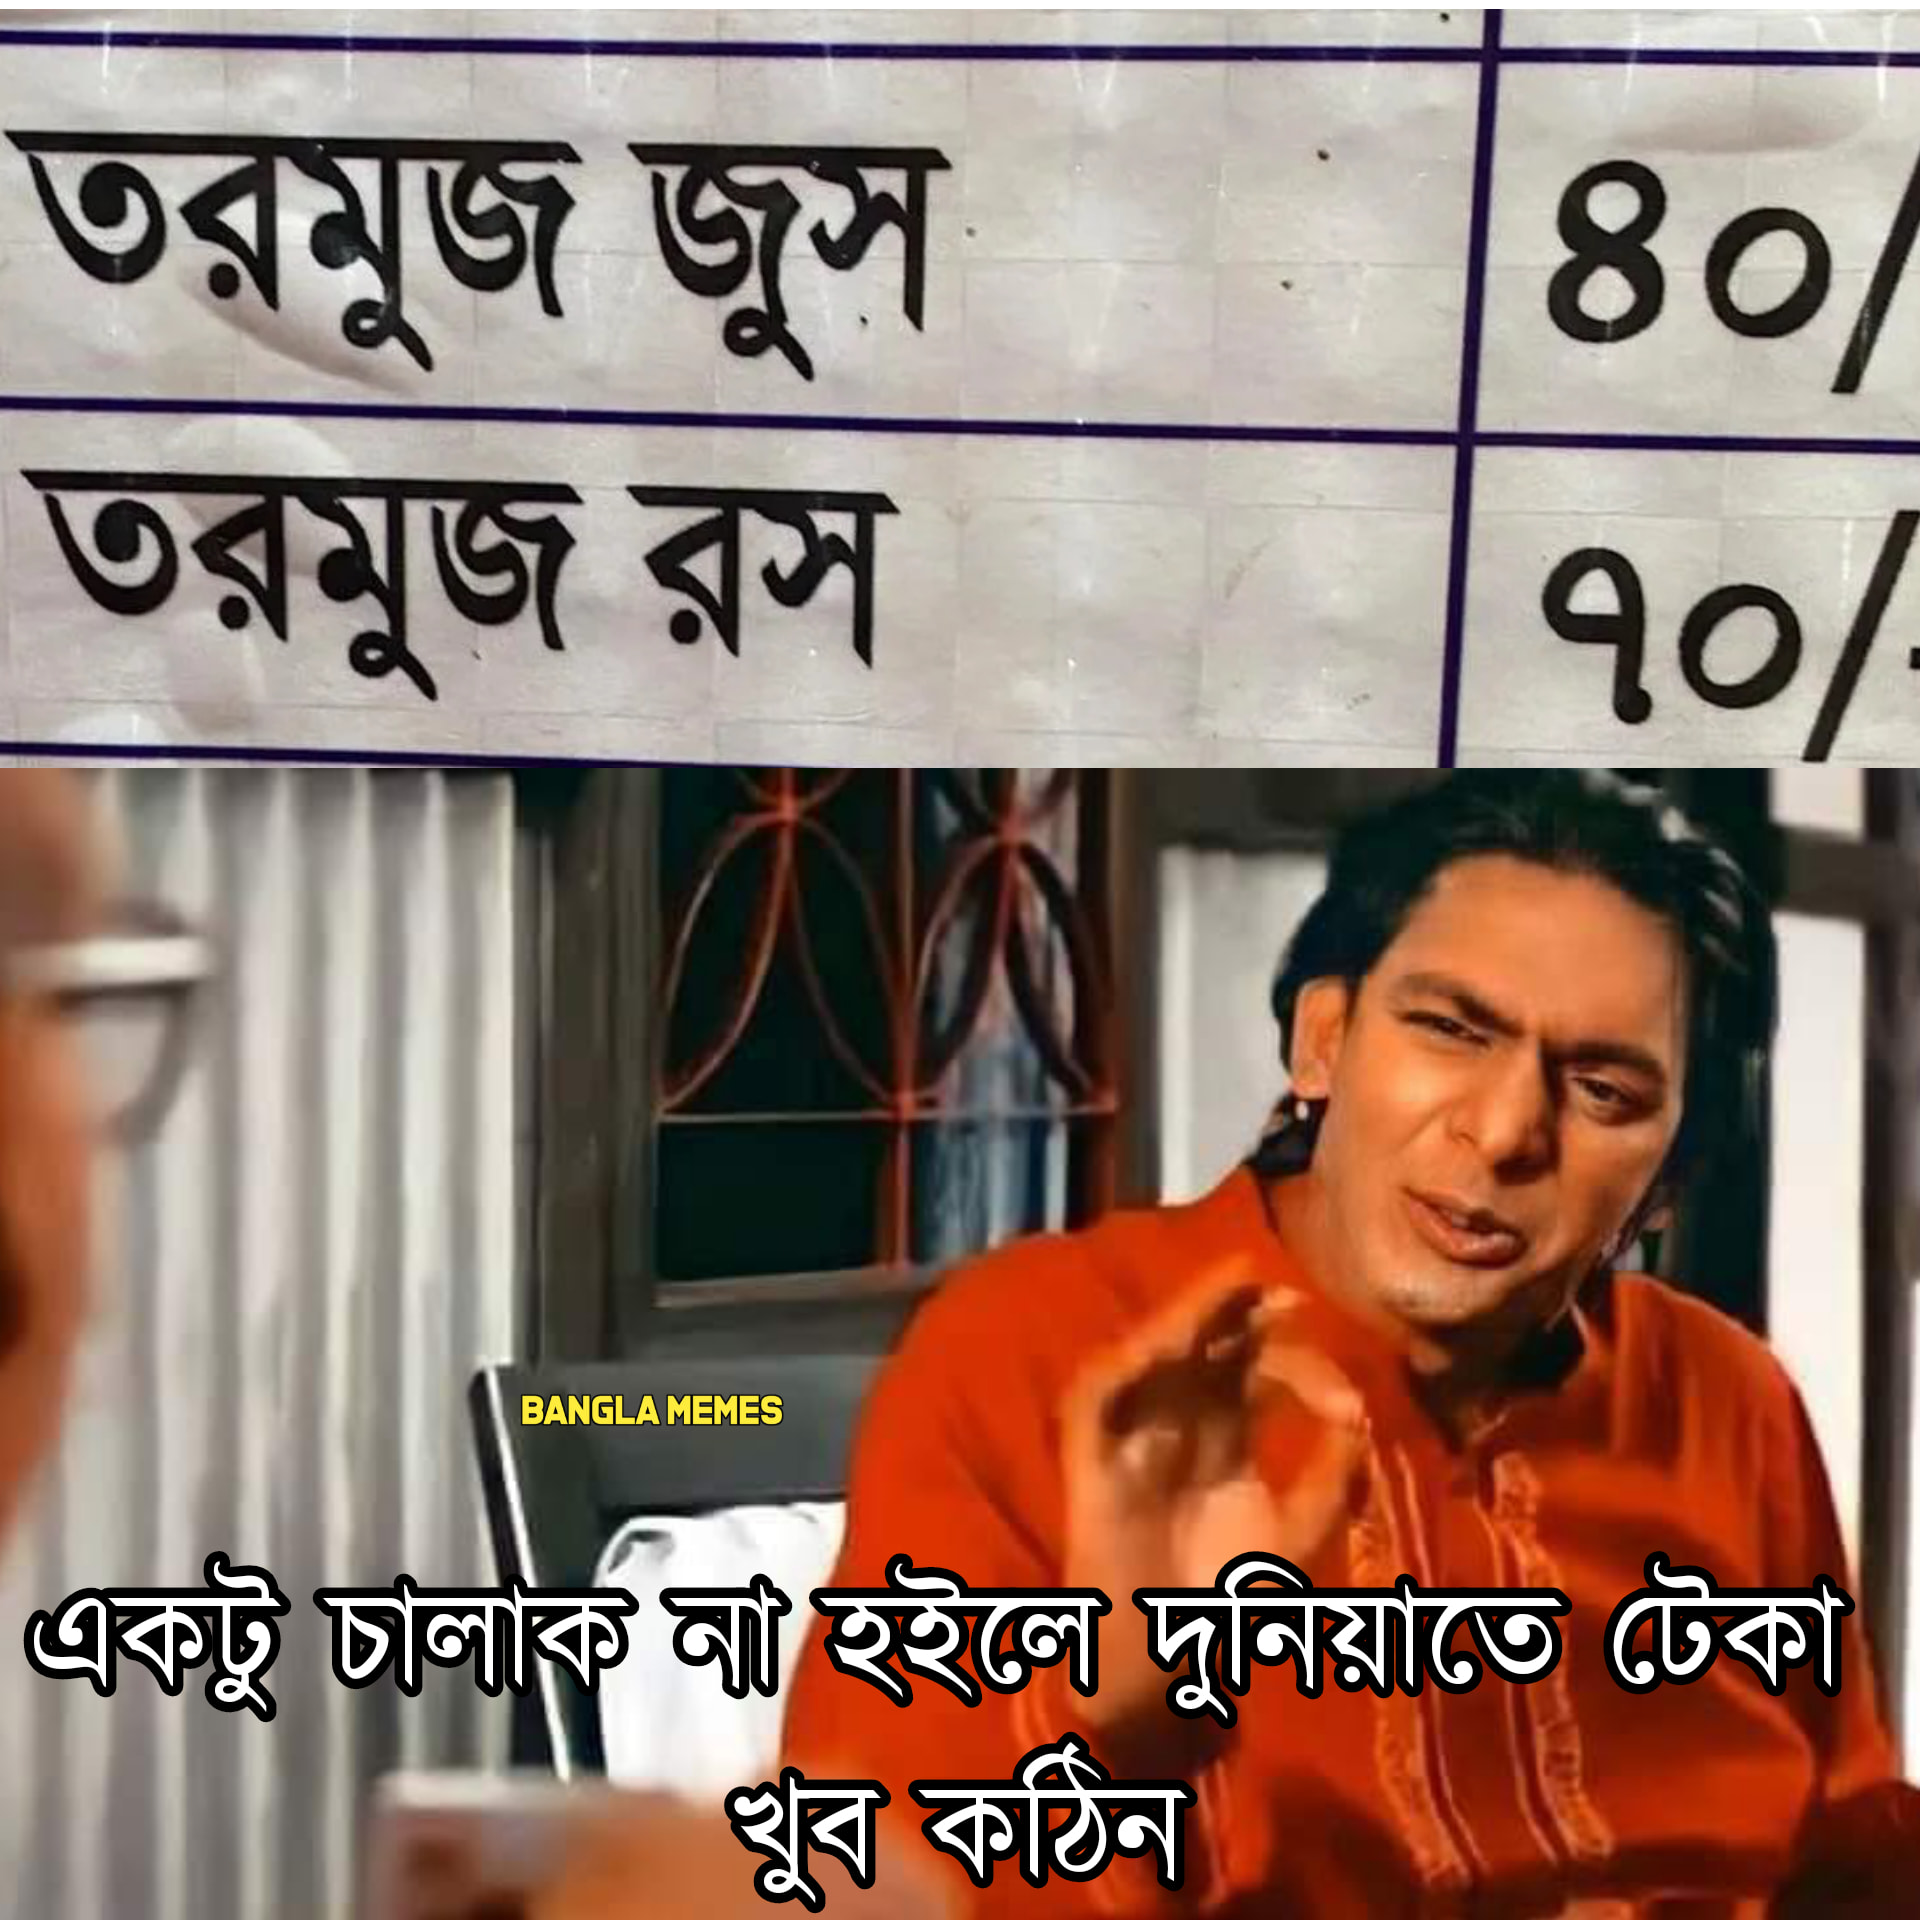 তরমুজ জুস ৪০/
তরমুজ রস ৭০/-
BANGLA MEMES
একটু চালাক না হইলে দুনিয়াতে টেকা
খুব কঠিন